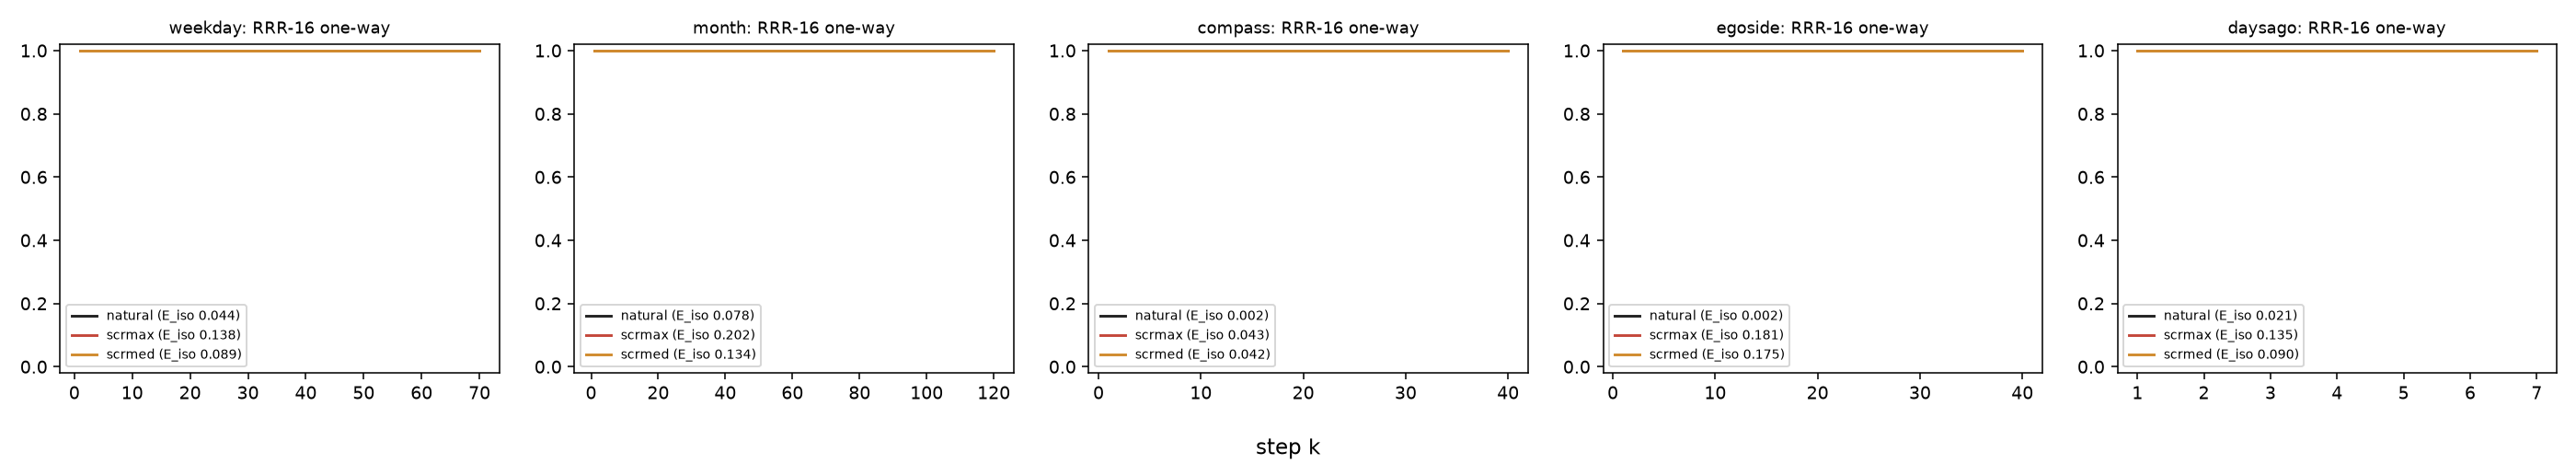 weekday: RRR-16 one-way
1.0
0.8
0.6
0.4
0.2
0.0
natural (E_iso 0.044)
scrmax (E_iso 0.138)
scrmed (E_iso 0.089)
0 10 20 30 40 50 60 70
month: RRR-16 one-way
1.0
0.8
0.6
0.4
0.2
0.0
natural (E_iso 0.078)
scrmax (E_iso 0.202)
scrmed (E_iso 0.134)
0 20 40 60 80 100 120
compass: RRR-16 one-way
1.0
0.8
0.6
0.4
0.2
0.0
natural (E_iso 0.002)
scrmax (E_iso 0.043)
scrmed (E_iso 0.042)
0 10 20 30 40
egoside: RRR-16 one-way
1.0
0.8
0.6
0.4
0.2
0.0
natural (E_iso 0.002)
scrmax (E_iso 0.181)
scrmed (E_iso 0.175)
0 10 20 30 40
daysago: RRR-16 one-way
1.0
0.8
0.6
0.4
0.2
0.0
natural (E_iso 0.021)
scrmax (E_iso 0.135)
scrmed (E_iso 0.090)
1 2 3 4 5 6 7
step k